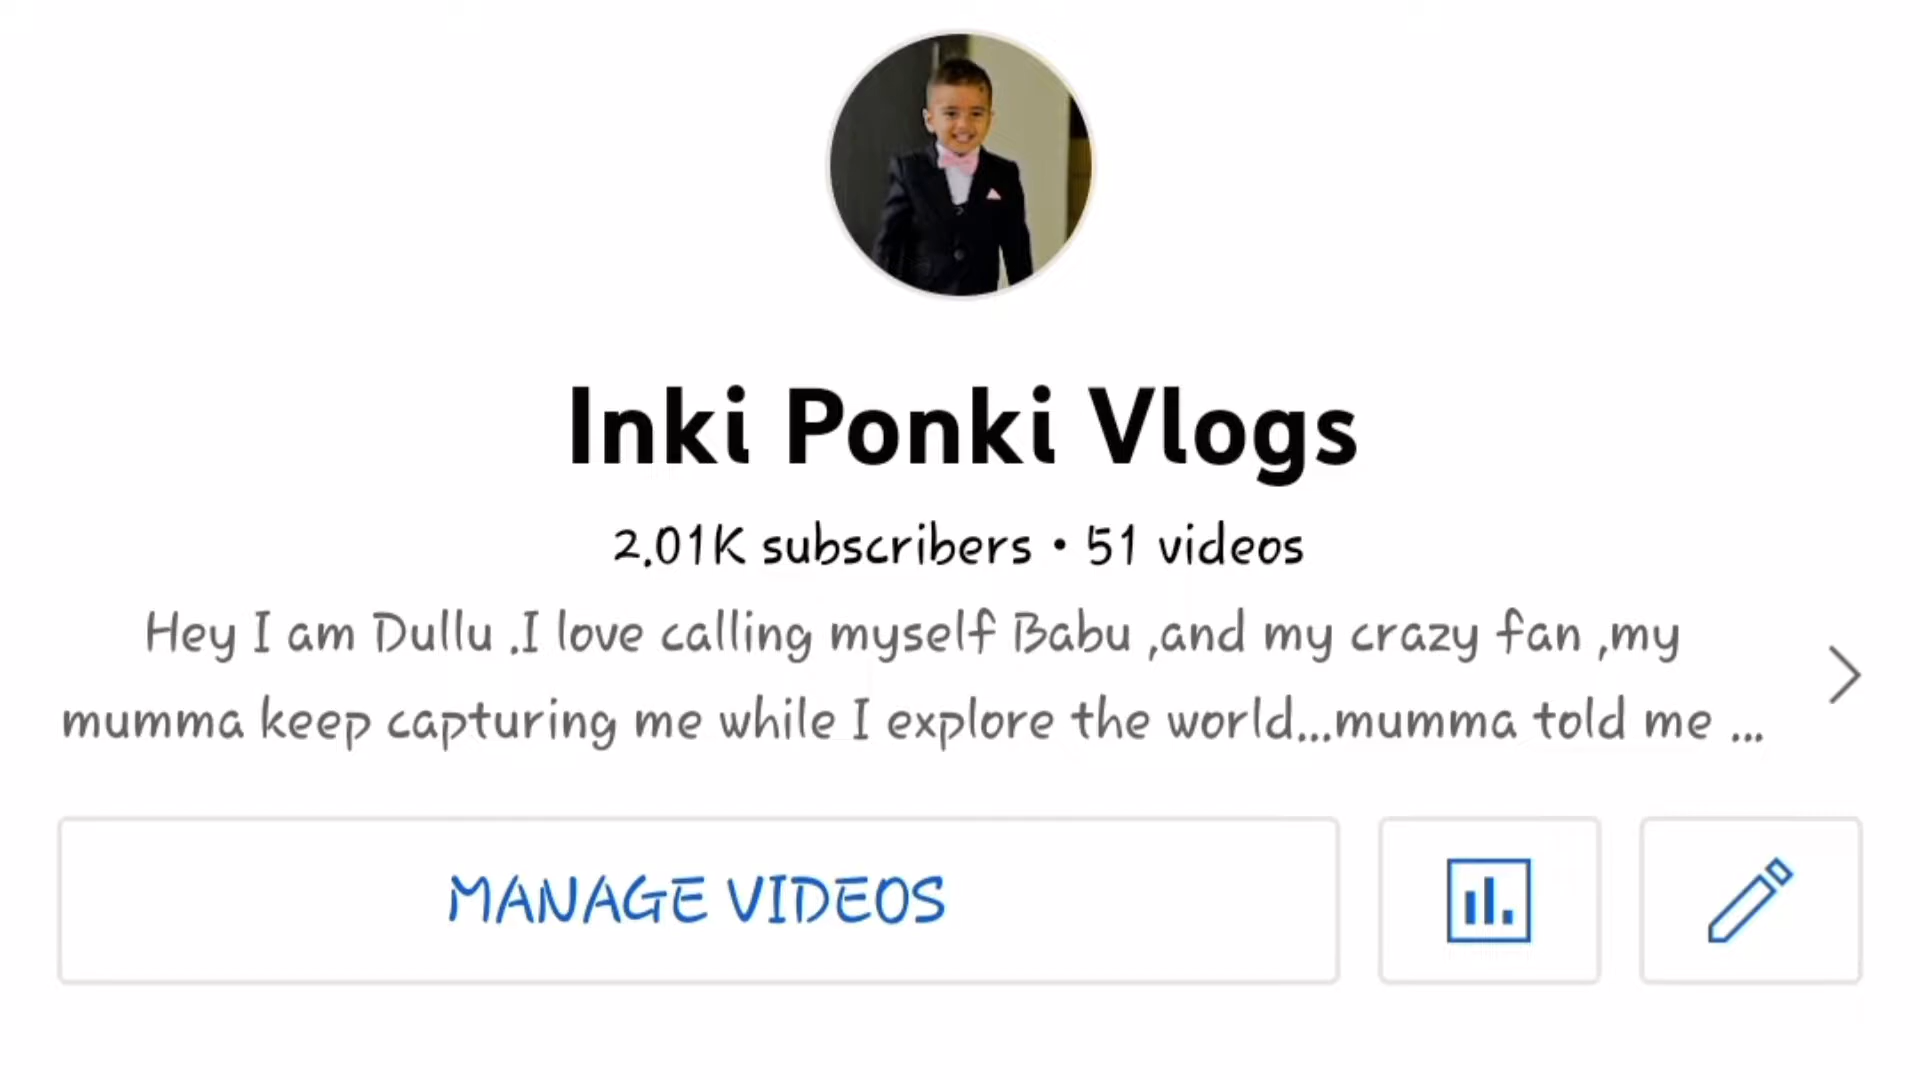 Inki Ponki Vlogs
2.01K subscribers • 51 videos
Hey I am Dullu .I love calling myself Babu ,and my crazy fan ,my
mumma keep capturing me while I explore the world...mumma told me ...
MANAGE VIDEOS